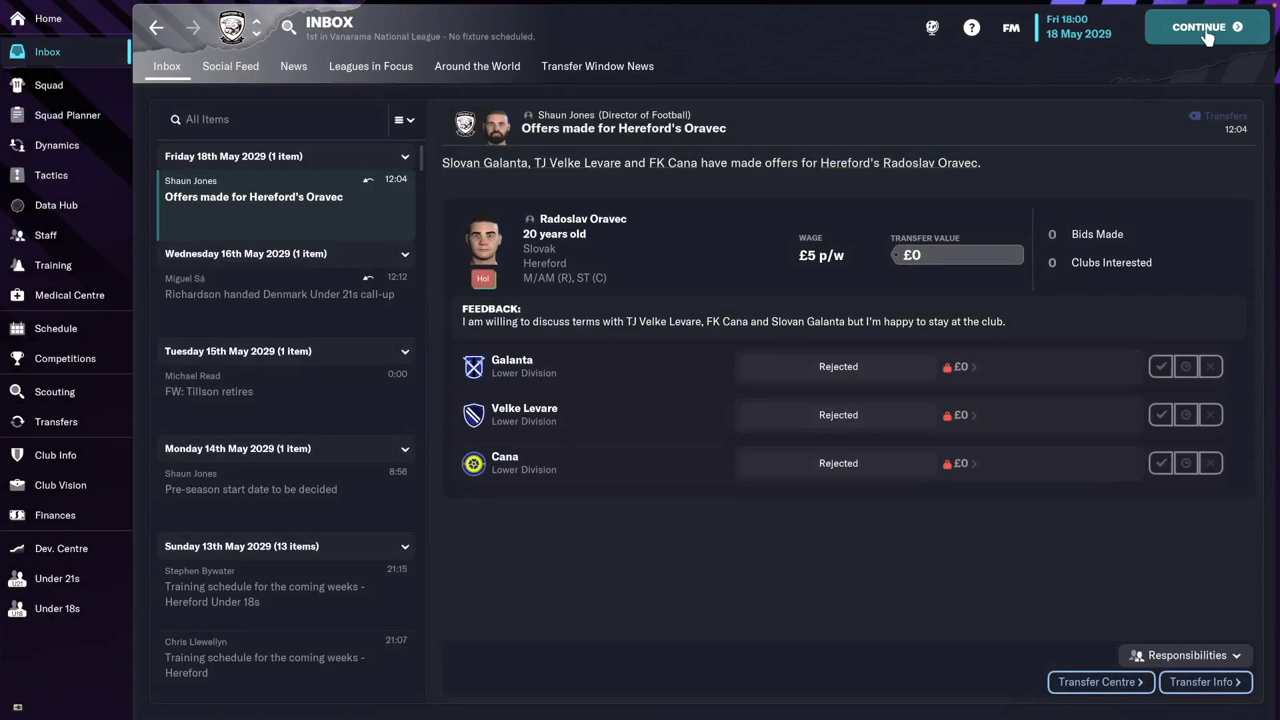 Home
Inbox
Squad
Squad Planner
Dynamics
Tactics
Data Hub
Staff
Training
Medical Centre
Schedule
Competitions
Scouting
Transfers
Club Info
Club Vision
Finances
Dev. Centre
Under 21s
Under 18s
INBOX
1st in Vanarama National League - No fixture scheduled.
FM
Fri 18:00
18 May 2029
CONTINUE
Inbox Social Feed News Leagues in Focus Around the World Transfer Window News
All Items
Friday 18th May 2029 (1 item)
Shaun Jones 12:04
Offers made for Hereford's Oravec
Wednesday 16th May 2029 (1 item)
Miguel Sá 12:12
Richardson handed Denmark Under 21s call-up
Tuesday 15th May 2029 (1 item)
Michael Read 0:00
FW: Tillson retires
Monday 14th May 2029 (1 item)
Shaun Jones 8:56
Pre-season start date to be decided
Sunday 13th May 2029 (13 items)
Stephen Bywater 21:15
Training schedule for the coming weeks -
Hereford Under 18s
Chris Llewellyn 21:07
Training schedule for the coming weeks -
Hereford
Shaun Jones (Director of Football)
Offers made for Hereford's Oravec
Transfers
12:04
Slovan Galanta, TJ Velke Levare and FK Cana have made offers for Hereford's Radoslav Oravec.
Radoslav Oravec
20 years old
Slovak
Hereford
M/AM (R), ST (C)
Hol
WAGE
£5 p/w
TRANSFER VALUE
£0
0 Bids Made
0 Clubs Interested
FEEDBACK:
I am willing to discuss terms with TJ Velke Levare, FK Cana and Slovan Galanta but I'm happy to stay at the club.
Galanta
Lower Division
Rejected £0
Velke Levare
Lower Division
Rejected £0
Cana
Lower Division
Rejected £0
Responsibilities
Transfer Centre Transfer Info